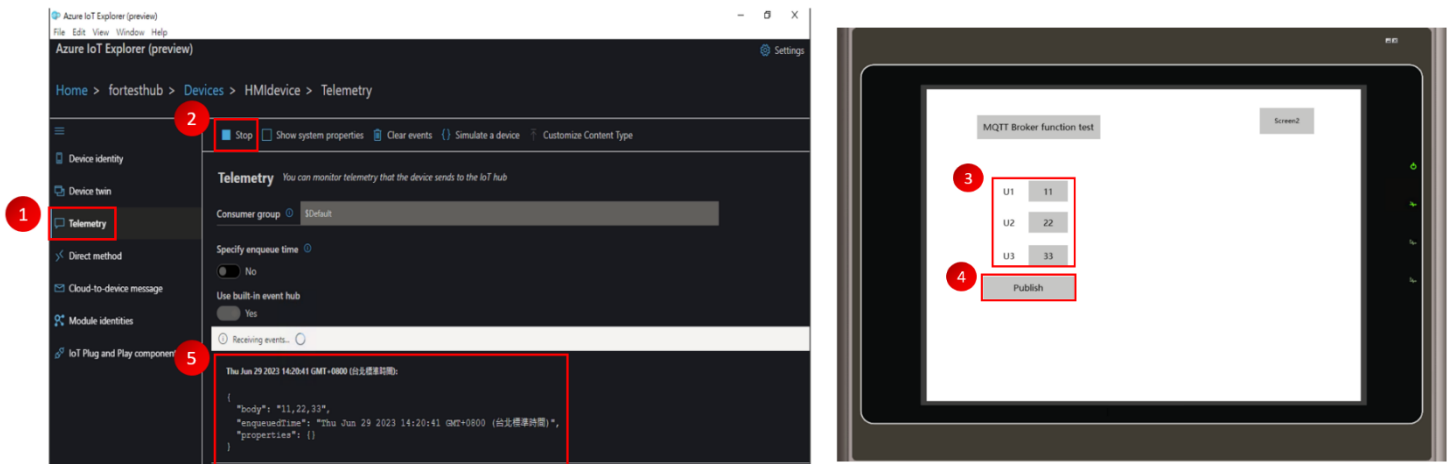 Azure IoT Explorer (preview)
File Edit View Window Help
Azure IoT Explorer (preview)
Settings
Home > fortesthub > Devices > HMIdevice > Telemetry
2
Stop Show system properties Clear events {} Simulate a device Customize Content Type
Device identity
Device twin
1
Telemetry
Direct method
Cloud-to-device message
Module identities
IoT Plug and Play component
Telemetry You can monitor telemetry that the device sends to the IoT hub
Consumer group $Default
Specify enqueue time
No
Use built-in event hub
Yes
Receiving events...
5
Thu Jun 29 2023 14:20:41 GMT+0800 (台北標準時間):
{
"body": "11,22,33",
"enqueuedTime": "Thu Jun 29 2023 14:20:41 GMT+0800 (台北標準時間)",
"properties": {}
}
MQTT Broker function test
Screen2
3
U1 11
U2 22
U3 33
4
Publish